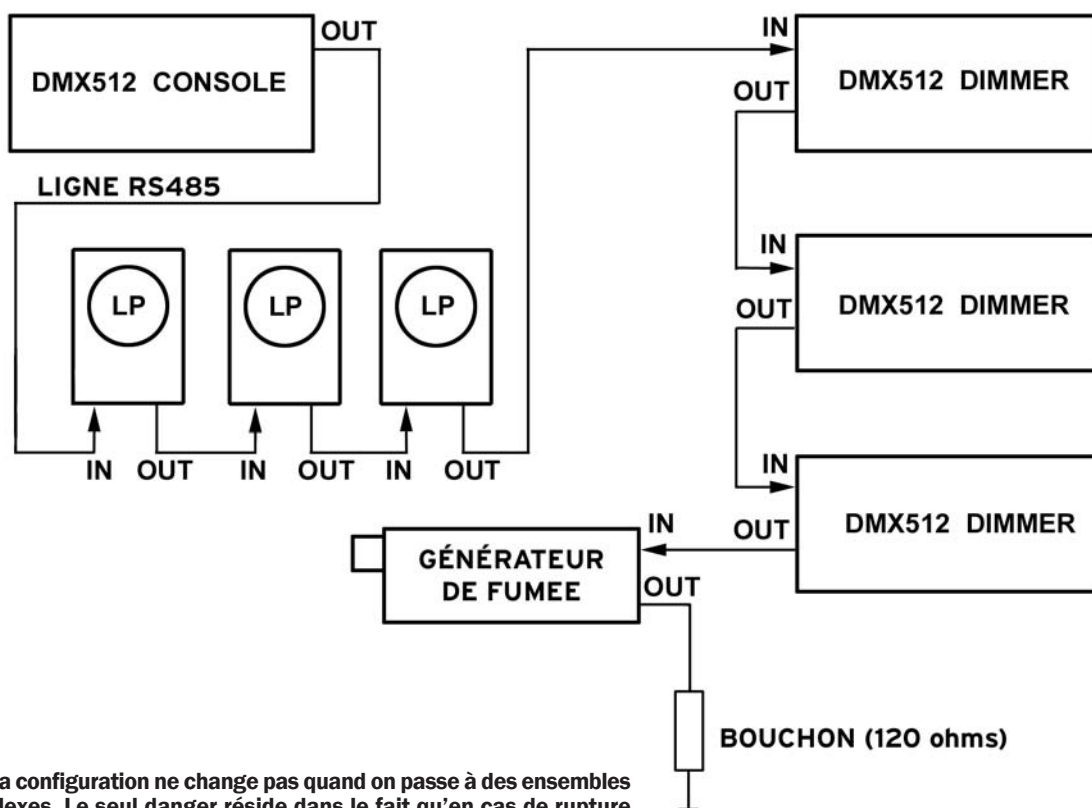 OUT
DMX512 CONSOLE
LIGNE RS485
LP
LP
LP
IN OUT IN OUT IN OUT
IN
DMX512 DIMMER
OUT
IN
DMX512 DIMMER
OUT
IN
DMX512 DIMMER
OUT
IN
GÉNÉRATEUR
DE FUMEE
OUT
BOUCHON (120 ohms)
a configuration ne change pas quand on passe à des ensembles
Le seul danger réside dans le fait qu'en cas de rupture